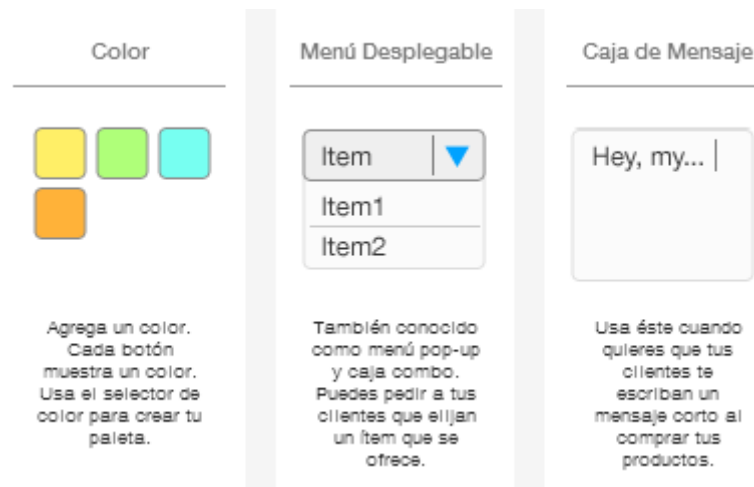 Color
Agrega un color.
Cada botón
muestra un color.
Usa el selector de
color para crear tu
paleta.
Menú Desplegable
Item
Item1
Item2
También conocido
como menú pop-up
y caja combo.
Puedes pedir a tus
clientes que elijan
un ítem que se
ofrece.
Caja de Mensaje
Hey, my...
Usa éste cuando
quieres que tus
clientes te
escriban un
mensaje corto al
comprar tus
productos.